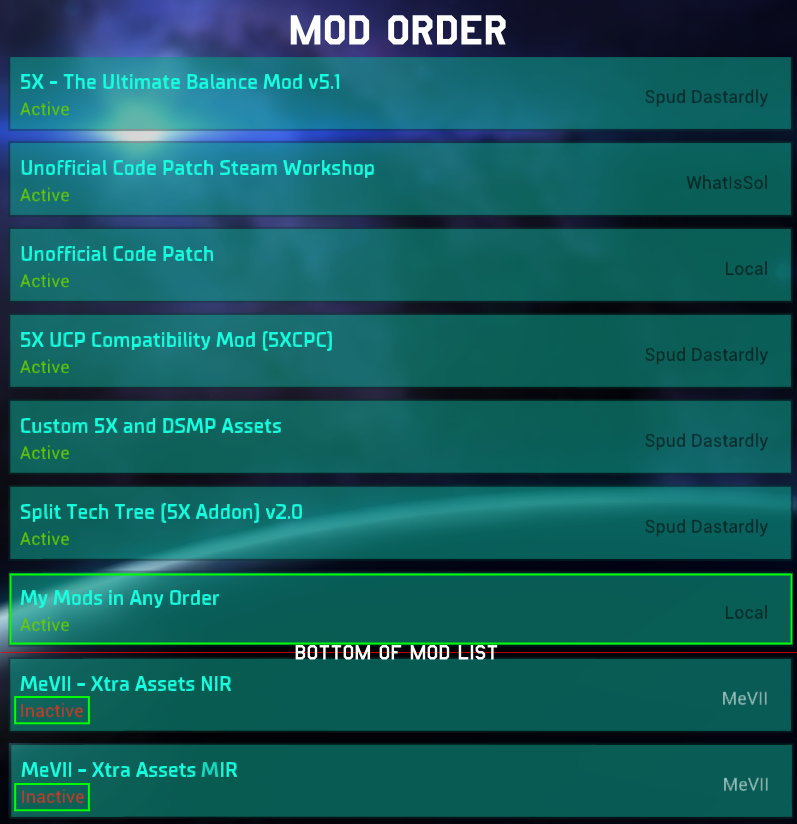 MOD ORDER
5X - The Ultimate Balance Mod v5.1
Spud Dastardly
Active
Unofficial Code Patch Steam Workshop
WhatIsSol
Active
Unofficial Code Patch
Local
Active
5X UCP Compatibility Mod (5XCPC)
Spud Dastardly
Active
Custom 5X and DSMP Assets
Spud Dastardly
Active
Split Tech Tree (5X Addon) v2.0
Spud Dastardly
Active
My Mods in Any Order
Local
Active
BOTTOM OF MOD LIST
MeVII - Xtra Assets NIR
MeVII
Inactive
MeVII - Xtra Assets MIR
MeVII
Inactive